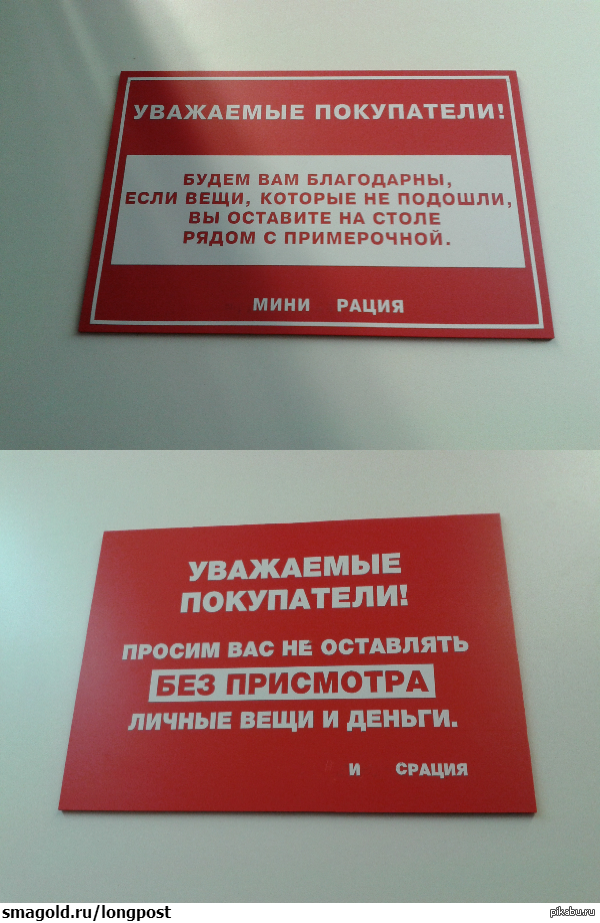 УВАЖАЕМЫЕ ПОКУПАТЕЛИ!
БУДЕМ ВАМ БЛАГОДАРНЫ,
ЕСЛИ ВЕЩИ, КОТОРЫЕ НЕ ПОДОШЛИ,
ВЫ ОСТАВИТЕ НА СТОЛЕ
РЯДОМ С ПРИМЕРОЧНОЙ.
МИНИ РАЦИЯ
УВАЖАЕМЫЕ
ПОКУПАТЕЛИ!
ПРОСИМ ВАС НЕ ОСТАВЛЯТЬ
БЕЗ ПРИСМОТРА
ЛИЧНЫЕ ВЕЩИ И ДЕНЬГИ.
И СРАЦИЯ
smagold.ru/longpost
pikabu.ru